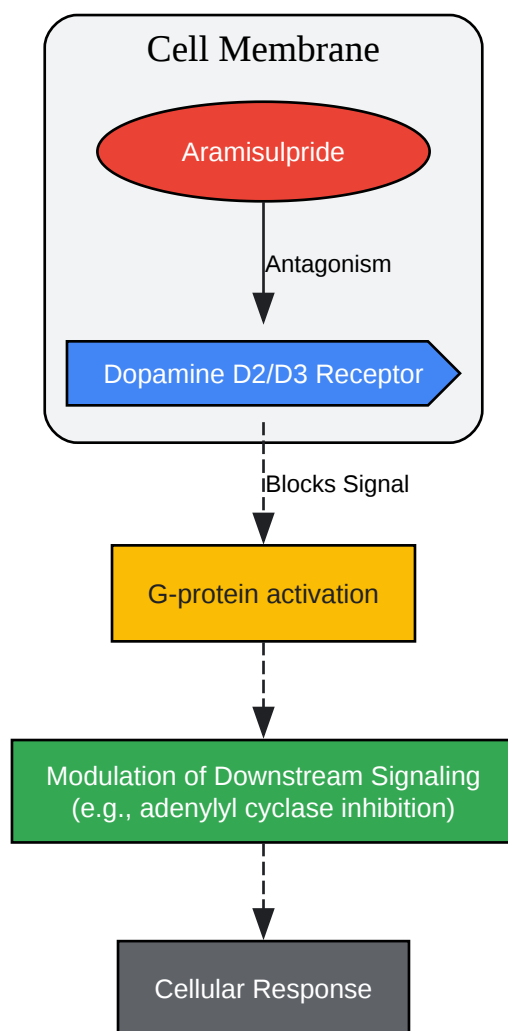 Cell Membrane
Aramisulpride
Antagonism
Dopamine D2/D3 Receptor
Blocks Signal
G-protein activation
Modulation of Downstream Signaling
(e.g., adenylyl cyclase inhibition)
Cellular Response